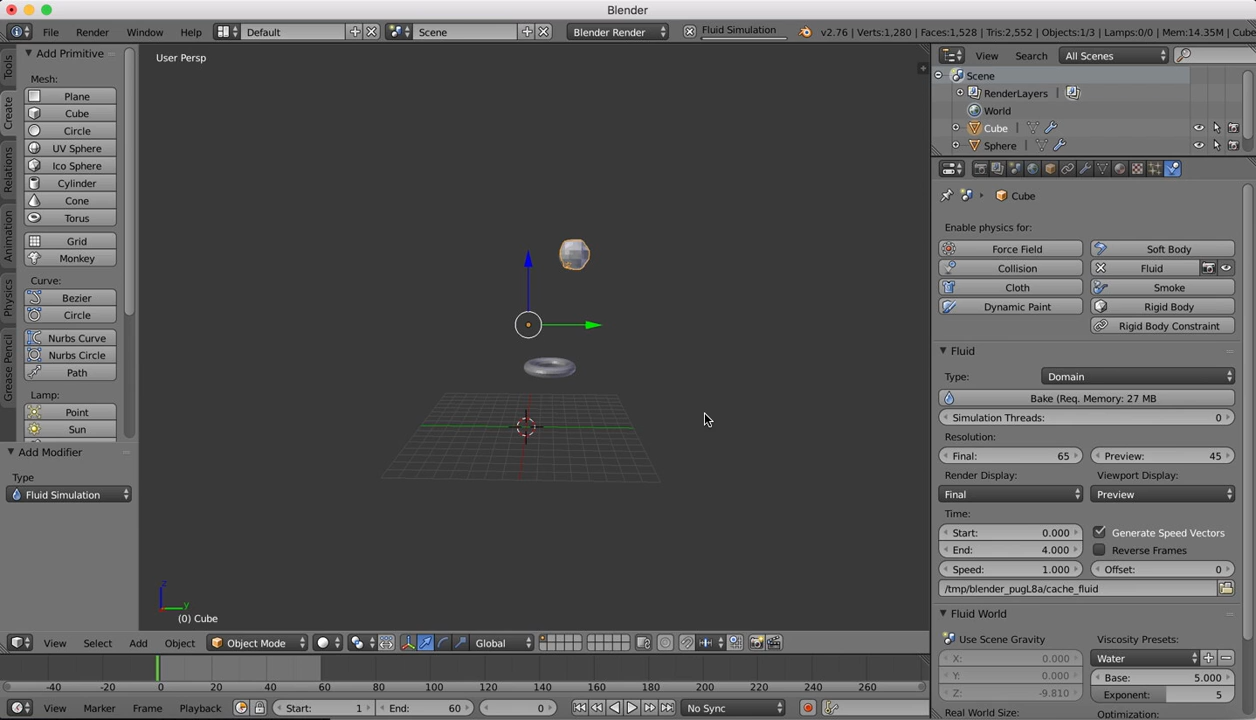 Blender
File Render Window Help Default Scene Blender Render Fluid Simulation v2.76 | Verts:1,280 | Faces:1,528 | Tris:2,552 | Objects:1/3 | Lamps:0/0 | Mem:14.35M | Cube
Tools
Create
Relations
Animation
Physics
Grease Pencil
Add Primitive
Mesh:
Plane
Cube
Circle
UV Sphere
Ico Sphere
Cylinder
Cone
Torus
Grid
Monkey
Curve:
Bezier
Circle
Nurbs Curve
Nurbs Circle
Path
Lamp:
Point
Sun
Add Modifier
Type
Fluid Simulation
User Persp
z
y
(0) Cube
View Select Add Object Object Mode Global
-40 -20 0 20 40 60 80 100 120 140 160 180 200 220 240 260
View Marker Frame Playback Start: 1 End: 60 0 No Sync
View Search All Scenes
Scene
RenderLayers |
World
Cube |
Sphere |
Cube
Enable physics for:
Force Field Soft Body
Collision Fluid
Cloth Smoke
Dynamic Paint Rigid Body
Rigid Body Constraint
Fluid
Type: Domain
Bake (Req. Memory: 27 MB
Simulation Threads: 0
Resolution:
Final: 65 Preview: 45
Render Display: Viewport Display:
Final Preview
Time:
Start: 0.000 Generate Speed Vectors
End: 4.000 Reverse Frames
Speed: 1.000 Offset: 0
/tmp/blender_pugL8a/cache_fluid
Fluid World
Use Scene Gravity Viscosity Presets:
X: 0.000 Water
Y: 0.000 Base: 5.000
Z: -9.810 Exponent: 5
Real World Size: Optimization: